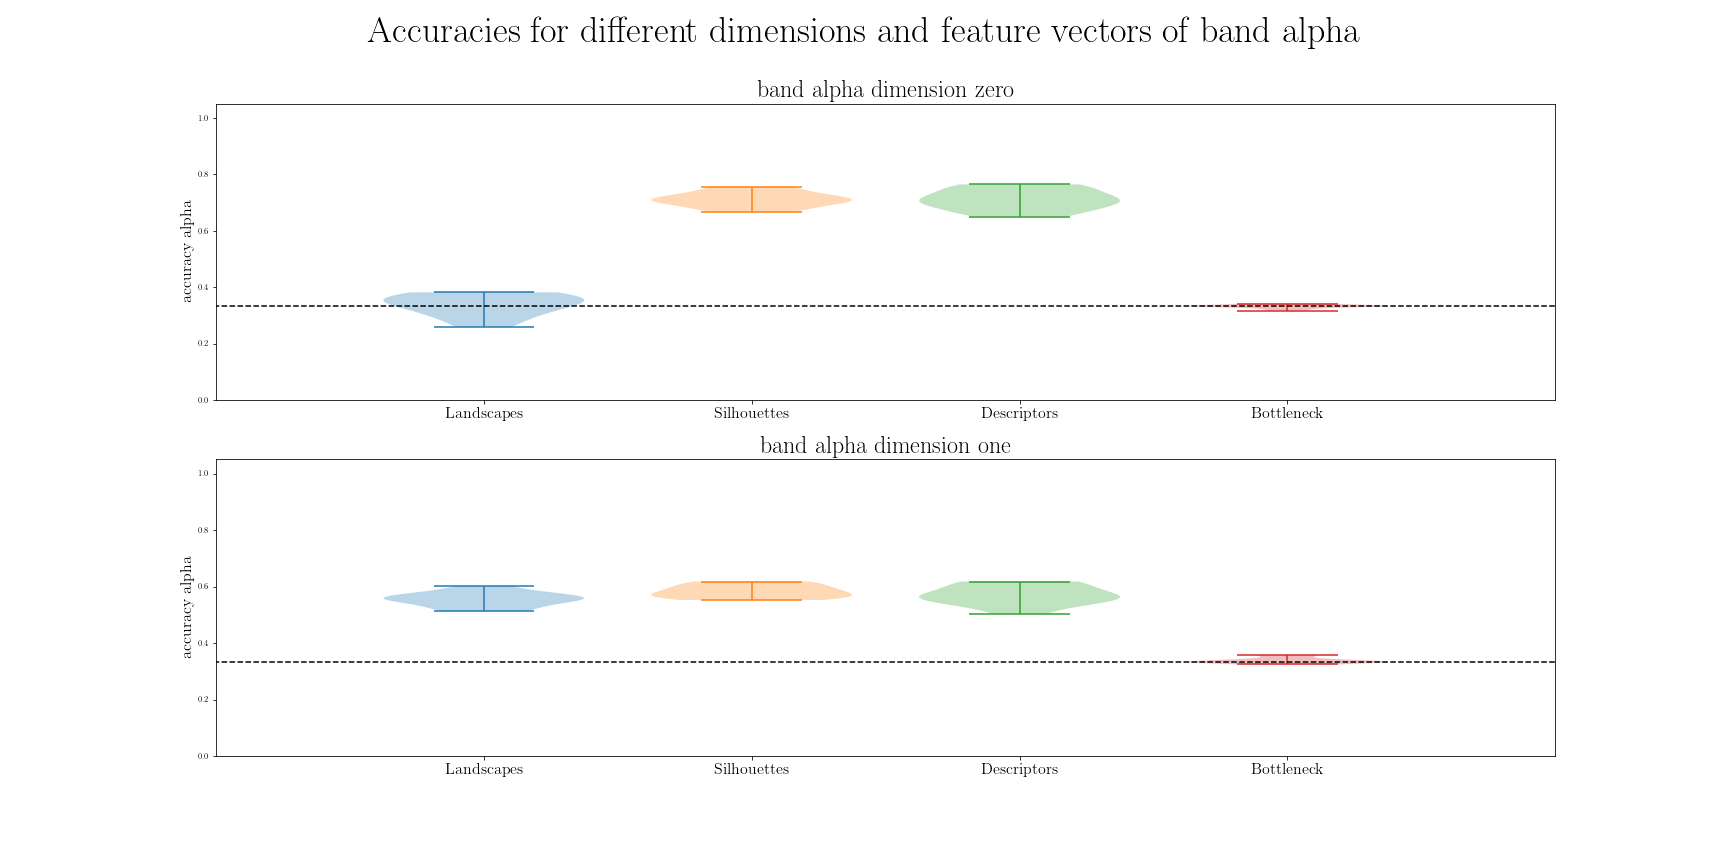 Accuracies for different dimensions and feature vectors of band alpha
band alpha dimension zero
accuracy alpha
1.0
0.8
0.6
0.4
0.2
0.0
Landscapes Silhouettes Descriptors Bottleneck
band alpha dimension one
accuracy alpha
1.0
0.8
0.6
0.4
0.2
0.0
Landscapes Silhouettes Descriptors Bottleneck